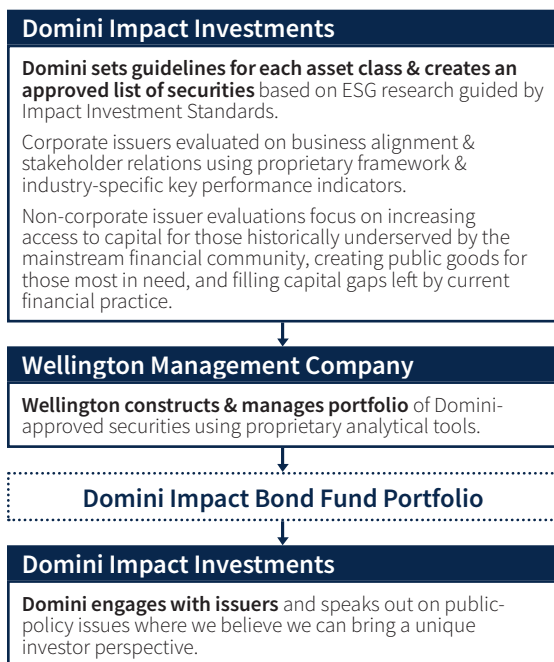 Domini Impact Investments
Domini sets guidelines for each asset class & creates an
approved list of securities based on ESG research guided by
Impact Investment Standards.
Corporate issuers evaluated on business alignment &
stakeholder relations using proprietary framework &
industry-specific key performance indicators.
Non-corporate issuer evaluations focus on increasing
access to capital for those historically underserved by the
mainstream financial community, creating public goods for
those most in need, and filling capital gaps left by current
financial practice.
Wellington Management Company
Wellington constructs & manages portfolio of Domini-
approved securities using proprietary analytical tools.
Domini Impact Bond Fund Portfolio
Domini Impact Investments
Domini engages with issuers and speaks out on public-
policy issues where we believe we can bring a unique
investor perspective.